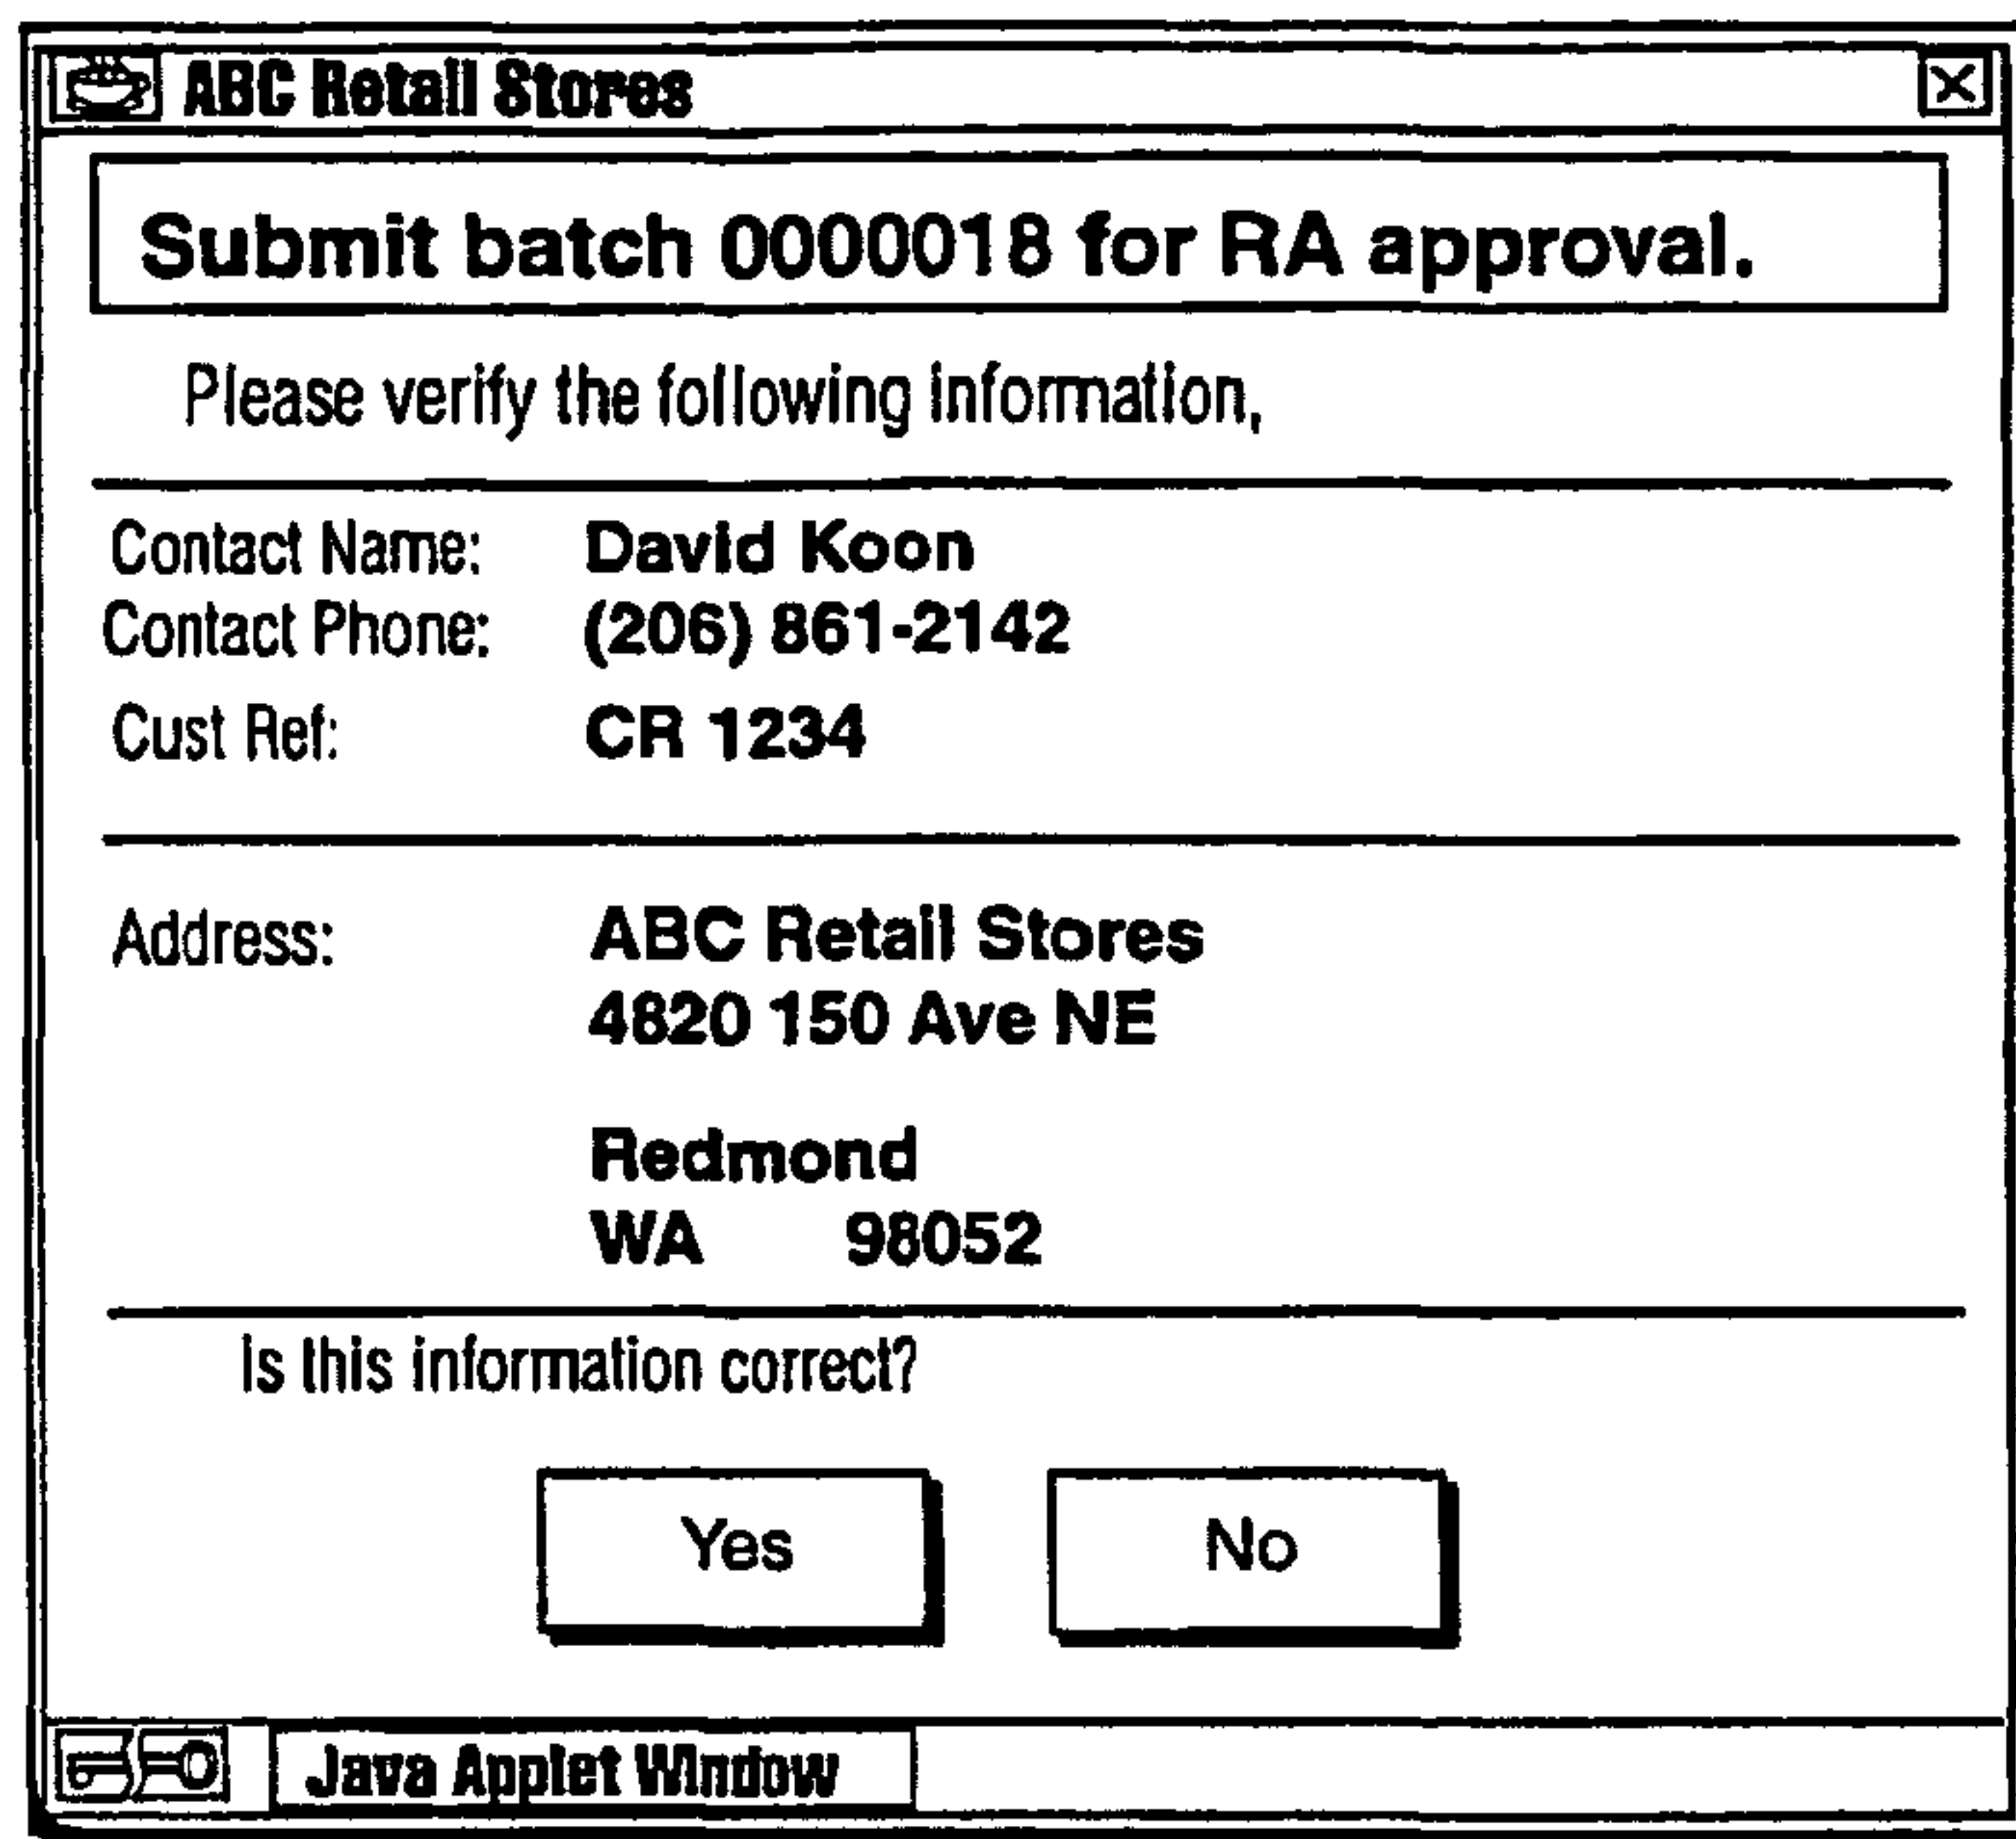 ABC Retail Stores
Submit batch 0000018 for RA approval.
Please verify the following information,
Contact Name: David Koon
Contact Phone: (206) 861-2142
Cust Ref: CR 1234
Address: ABC Retail Stores
4820 150 Ave NE
Redmond
WA 98052
Is this information correct?
Yes No
Java Applet Window